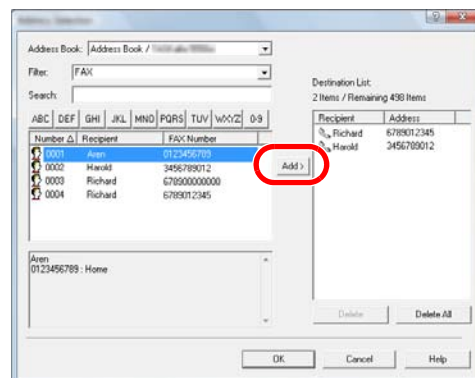 Address Book: Address Book /
Filter: FAX
Search:
Destination List:
2 Items / Remaining 498 Items
ABC DEF GHI JKL MNO PQRS TUV WXYZ 0-9
Number Recipient FAX Number
0001 Aren 0123456789
0002 Harold 3456789012
0003 Richard 678900000000
0004 Richard 6789012345
Add >
Recipient Address
Richard 6789012345
Harold 3456789012
Aren
0123456789 : Home
Delete Delete All
OK Cancel Help